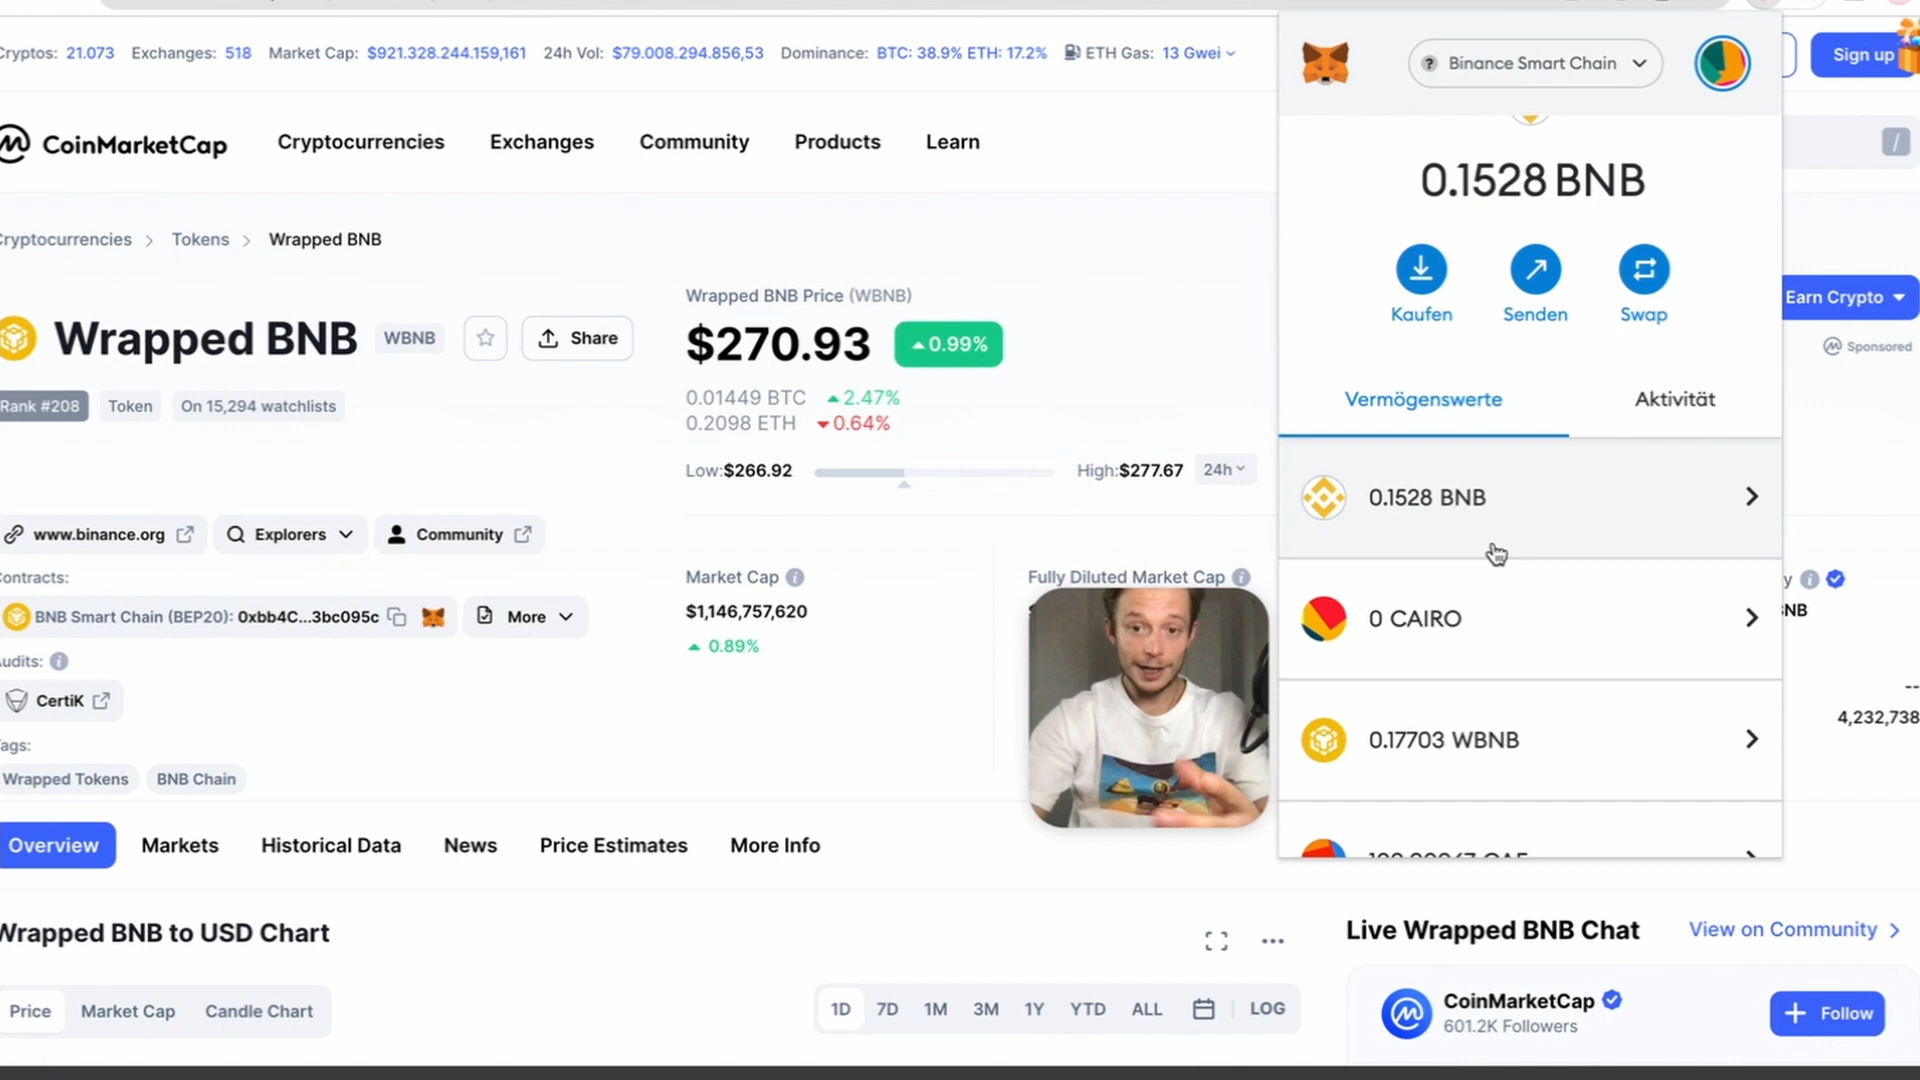 Cryptos: 21.073 Exchanges: 518 Market Cap: $921.328.244.159,161 24h Vol: $79.008.294.856,53 Dominance: BTC: 38.9% ETH: 17.2% ETH Gas: 13 Gwei
Binance Smart Chain
Sign up
CoinMarketCap
Cryptocurrencies Exchanges Community Products Learn
/
0.1528 BNB
Cryptocurrencies > Tokens > Wrapped BNB
Kaufen Senden Swap
Earn Crypto
Sponsored
Wrapped BNB WBNB Share
Wrapped BNB Price (WBNB)
$270.93 0.99%
Rank #208 Token On 15,294 watchlists
0.01449 BTC 2.47%
0.2098 ETH 0.64%
Low:$266.92 High:$277.67 24h
Vermögenswerte Aktivität
0.1528 BNB
0 CAIRO
0.17703 WBNB
www.binance.org Explorers Community
Contracts:
BNB Smart Chain (BEP20): 0xbb4C...3bc095c More
Audits:
CertiK
Tags:
Wrapped Tokens BNB Chain
Market Cap
$1,146,757,620
0.89%
Fully Diluted Market Cap
--
4,232,738
Overview Markets Historical Data News Price Estimates More Info
Wrapped BNB to USD Chart
Price Market Cap Candle Chart
1D 7D 1M 3M 1Y YTD ALL LOG
Live Wrapped BNB Chat View on Community >
CoinMarketCap
601.2K Followers
+ Follow